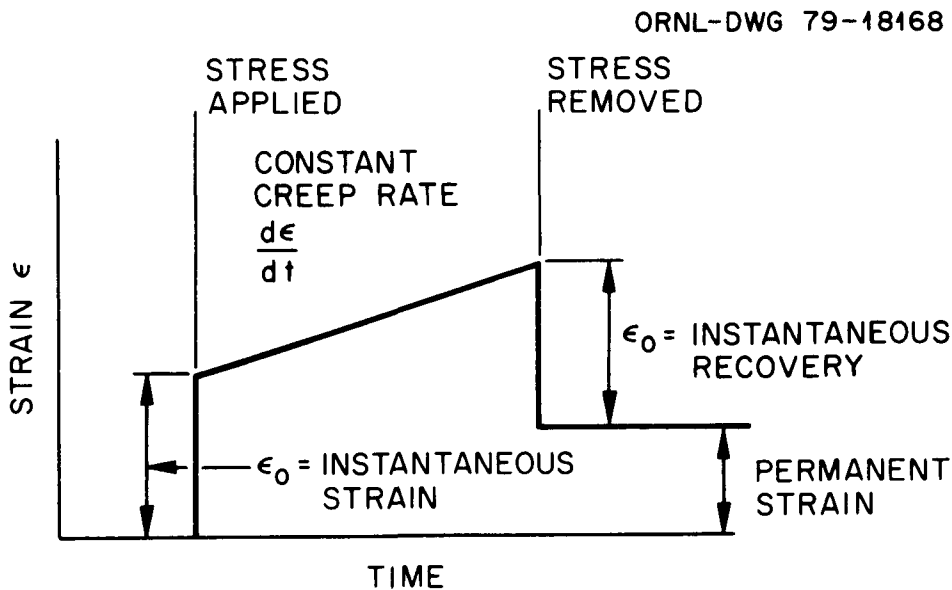 ORNL-DWG 79-18168
STRESS
APPLIED
STRESS
REMOVED
CONSTANT
CREEP RATE
dϵ
dt
STRAIN ϵ
ϵ₀ = INSTANTANEOUS
RECOVERY
ϵ₀ = INSTANTANEOUS
STRAIN
PERMANENT
STRAIN
TIME